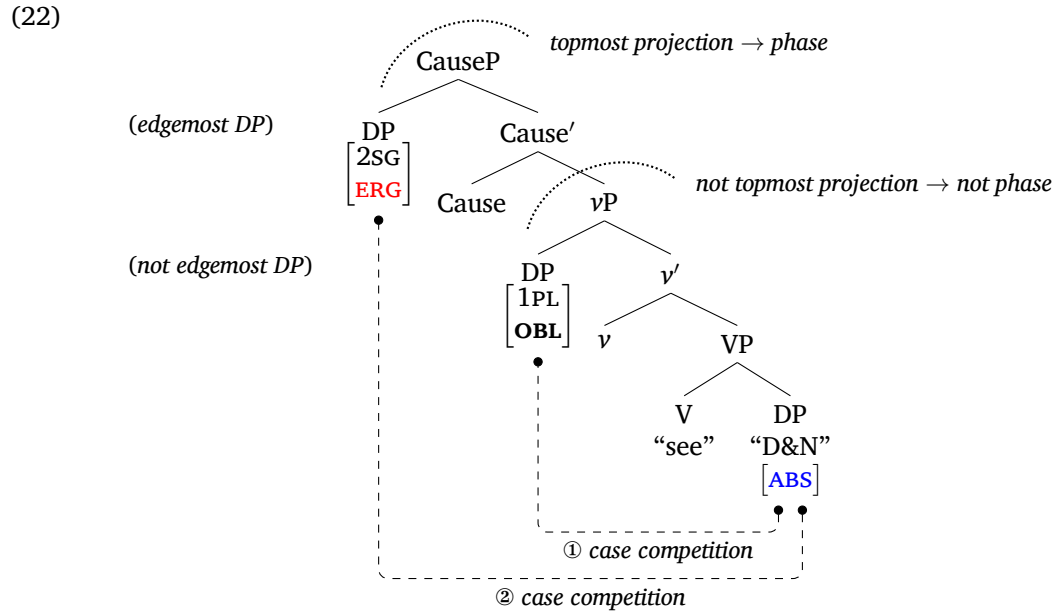 (22)
topmost projection → phase
CauseP
(edgemost DP)
DP
Cause′
2SG
ERG
not topmost projection → not phase
Cause
vP
(not edgemost DP)
DP
v′
1PL
OBL
v
VP
V
DP
“see”
“D&N”
[ABS]
① case competition
② case competition